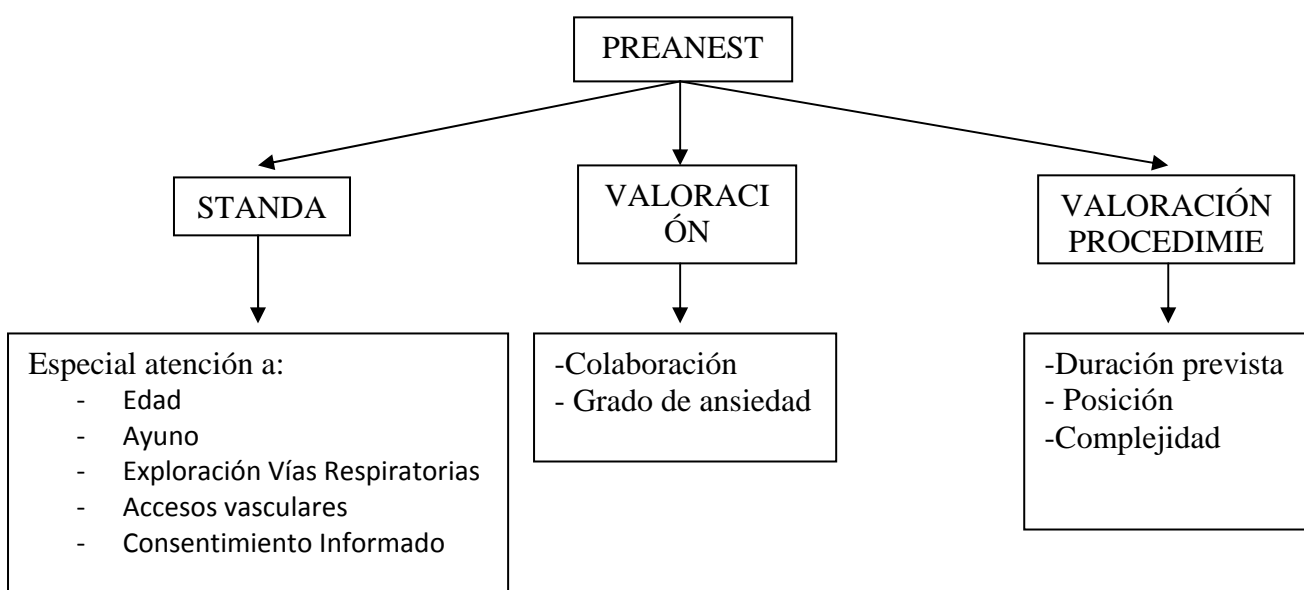 PREANEST
STANDA
VALORACI
ÓN
VALORACIÓN
PROCEDIMIE
Especial atención a:
- Edad
- Ayuno
- Exploración Vías Respiratorias
- Accesos vasculares
- Consentimiento Informado
-Colaboración
- Grado de ansiedad
-Duración prevista
- Posición
-Complejidad